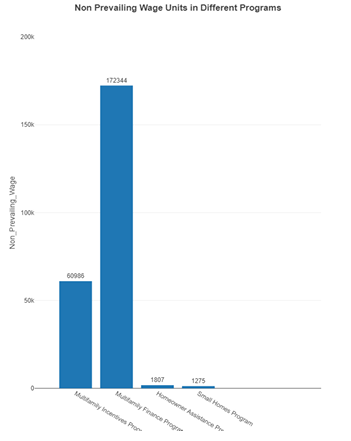 Non Prevailing Wage Units in Different Programs
200k
150k
100k
50k
0
Non_Prevailing_Wage
60986
172344
1807
1275
Multifamily Incentives
Multifamily Finance
Homeowner Assistance
Small Homes Program